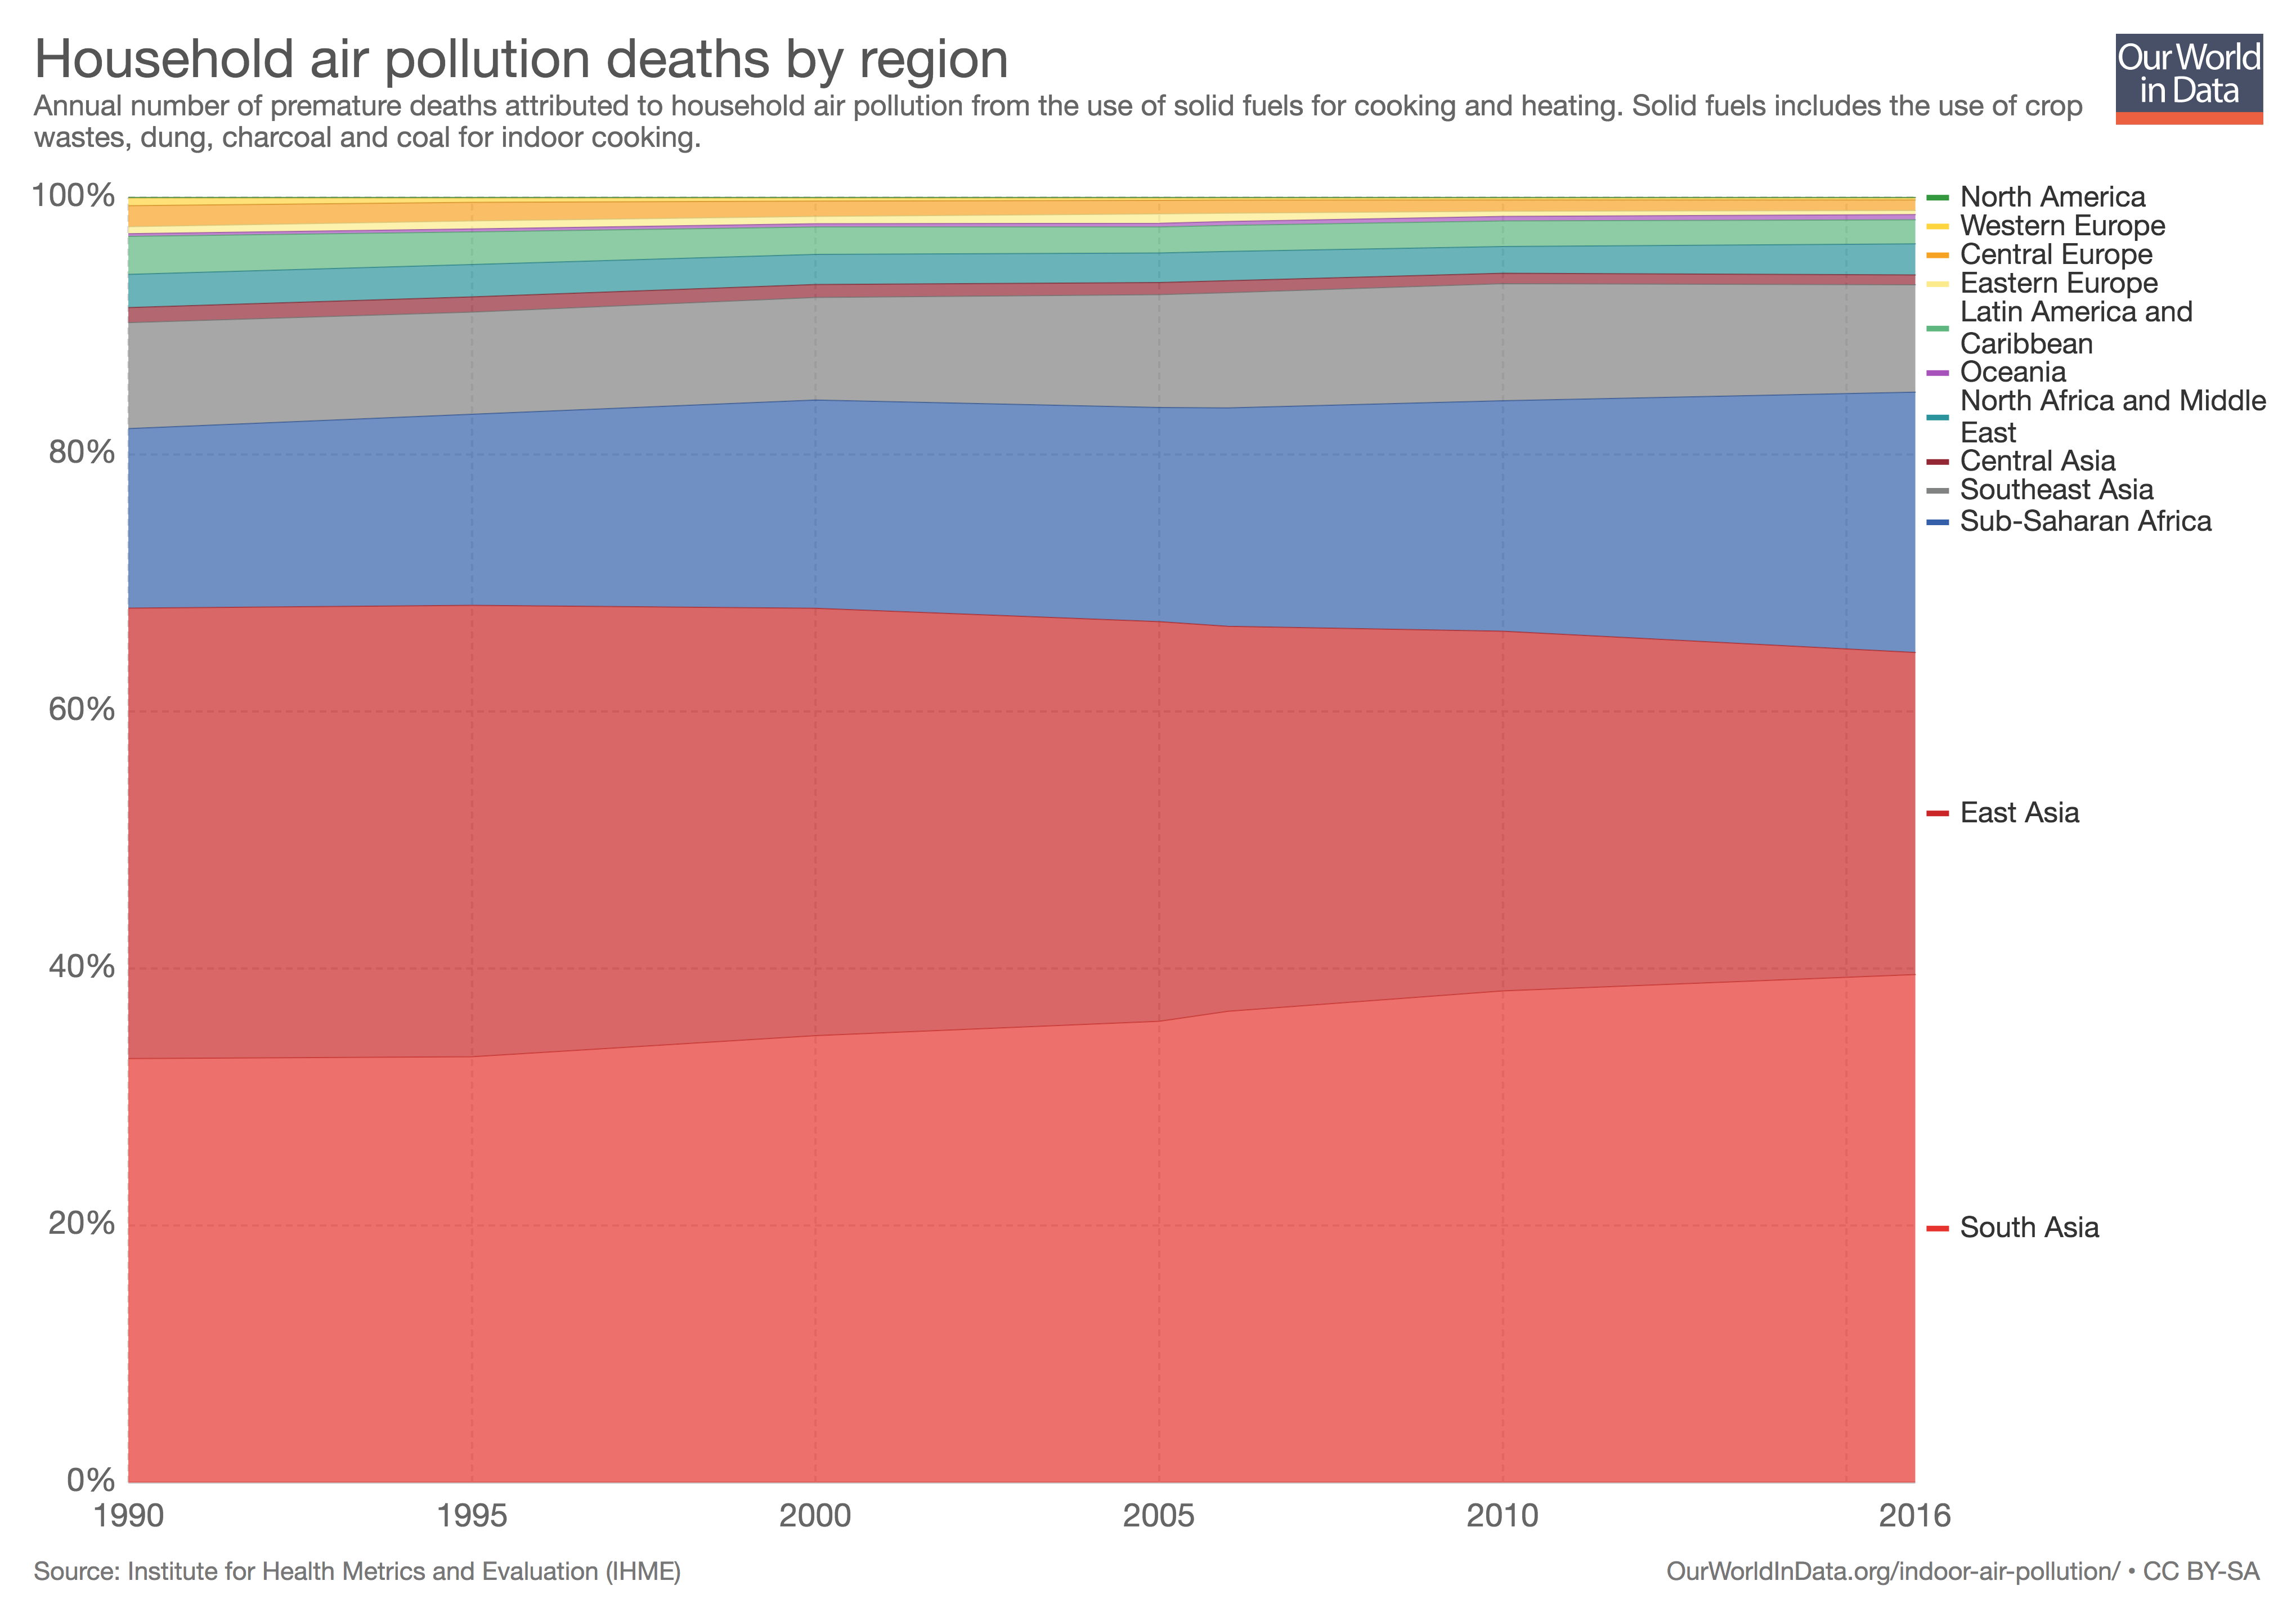 Household air pollution deaths by region
Our World
in Data
Annual number of premature deaths attributed to household air pollution from the use of solid fuels for cooking and heating. Solid fuels includes the use of crop
wastes, dung, charcoal and coal for indoor cooking.
100%
80%
60%
40%
20%
0%
1990
1995
2000
2005
2010
2016
North America
Western Europe
Central Europe
Eastern Europe
Latin America and
Caribbean
Oceania
North Africa and Middle
East
Central Asia
Southeast Asia
Sub-Saharan Africa
East Asia
South Asia
Source: Institute for Health Metrics and Evaluation (IHME)
OurWorldInData.org/indoor-air-pollution/ • CC BY-SA